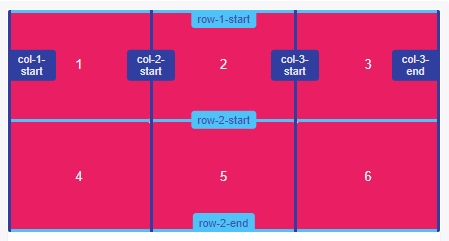 row-1-start
col-1-
start
1
col-2-
start
2
col-3-
start
3
col-3-
end
row-2-start
4
5
6
row-2-end